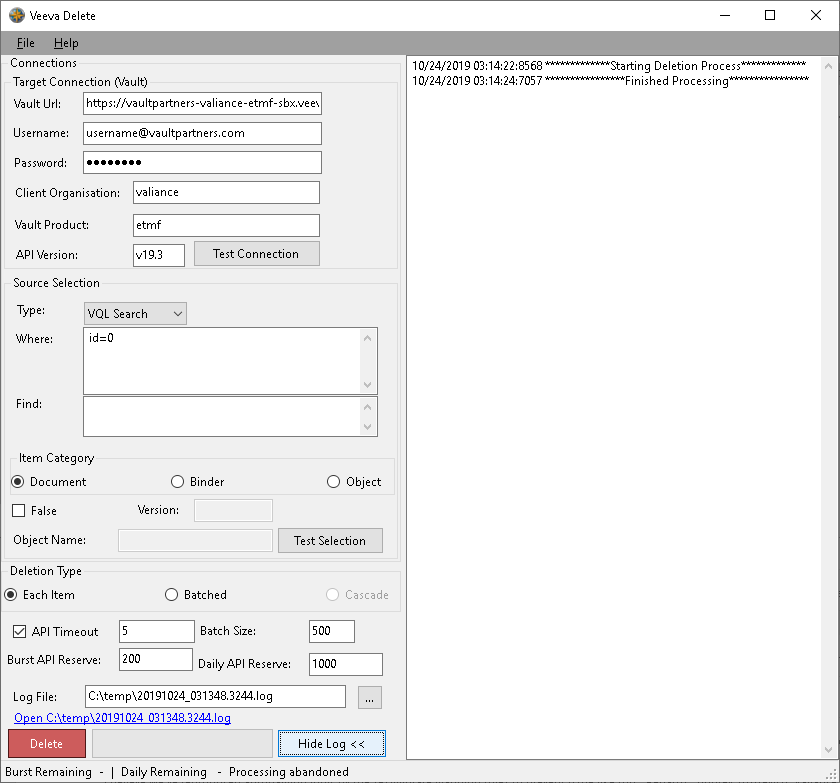 Veeva Delete
File Help
Connections
Target Connection (Vault)
Vault Url: https://vaultpartners-valiance-etmf-sbx.veev
Username: username@vaultpartners.com
Password: ●●●●●●●●
Client Organisation: valiance
Vault Product: etmf
API Version: v19.3 Test Connection
Source Selection
Type: VQL Search
Where: id=0
Find:
Item Category
Document Binder Object
False Version:
Object Name: Test Selection
Deletion Type
Each Item Batched Cascade
API Timeout 5 Batch Size: 500
Burst API Reserve: 200 Daily API Reserve: 1000
Log File: C:\temp\20191024_031348.3244.log ...
Open C:\temp\20191024_031348.3244.log
Delete Hide Log <<
Burst Remaining - | Daily Remaining - Processing abandoned
10/24/2019 03:14:22:8568 *************Starting Deletion Process*************
10/24/2019 03:14:24:7057 ****************Finished Processing****************